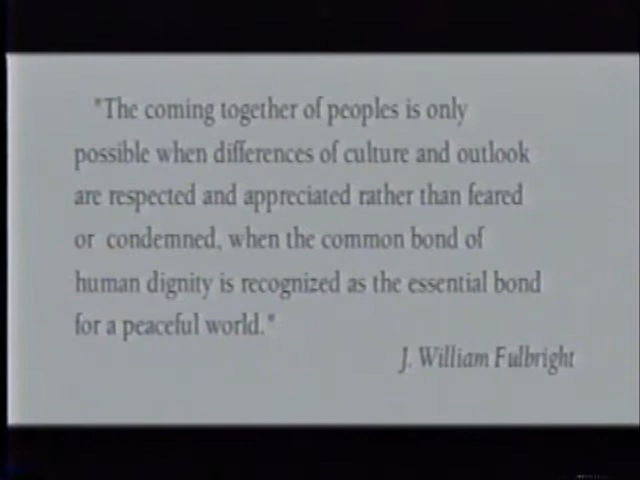 "The coming together of peoples is only
possible when differences of culture and outlook
are respected and appreciated rather than feared
or condemned, when the common bond of
human dignity is recognized as the essential bond
for a peaceful world."
J. William Fulbright